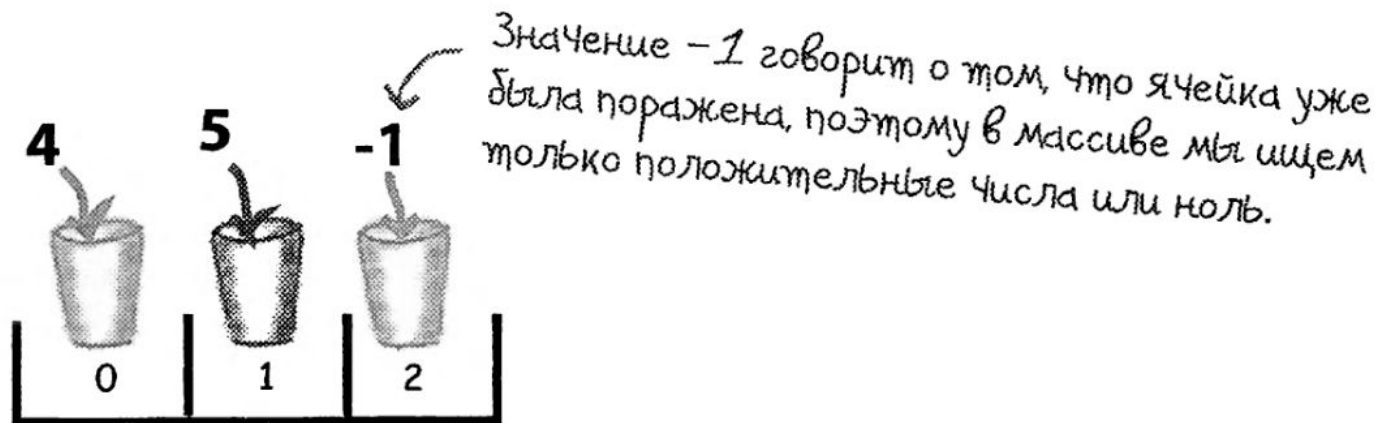 Значение -1 говорит о том, что ячейка уже
была поражена, поэтому в массиве мы ищем
только положительные числа или ноль.
4 5 -1
0 1 2